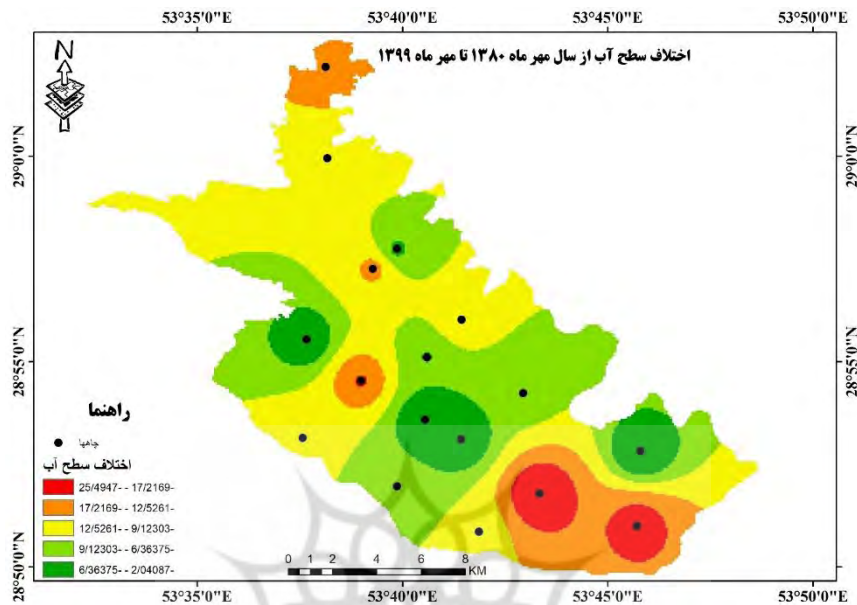 53°35'0"E 53°40'0"E 53°45'0"E 53°50'0"E
اختلاف سطح آب از سال مهر ماه ۱۳۸۰ تا مهر ماه ۱۳۹۹
N
29°0'0"N
28°55'0"N
28°50'0"N
29°0'0"N
28°55'0"N
28°50'0"N
راهنما
چاهها
اختلاف سطح آب
25/4947- - 17/2169-
17/2169- - 12/5261-
12/5261- - 9/12303-
9/12303- - 6/36375-
6/36375- - 2/04087-
0 1 2 4 6 8
KM
53°35'0"E 53°40'0"E 53°45'0"E 53°50'0"E